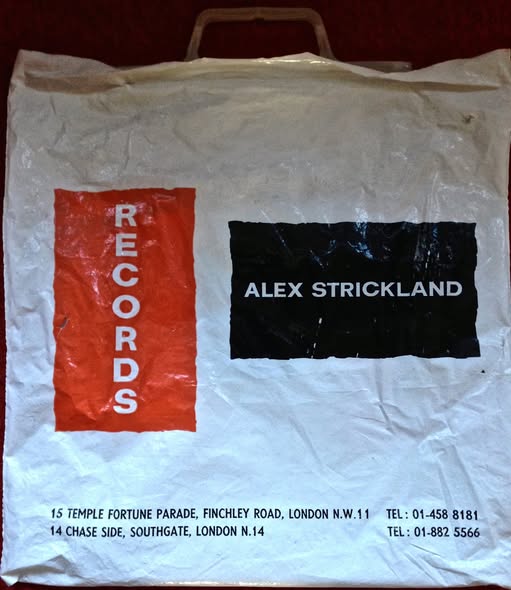 RECORDS
ALEX STRICKLAND
15 TEMPLE FORTUNE PARADE, FINCHLEY ROAD, LONDON N.W.11 TEL: 01-458 8181
14 CHASE SIDE, SOUTHGATE, LONDON N.14 TEL: 01-882 5566